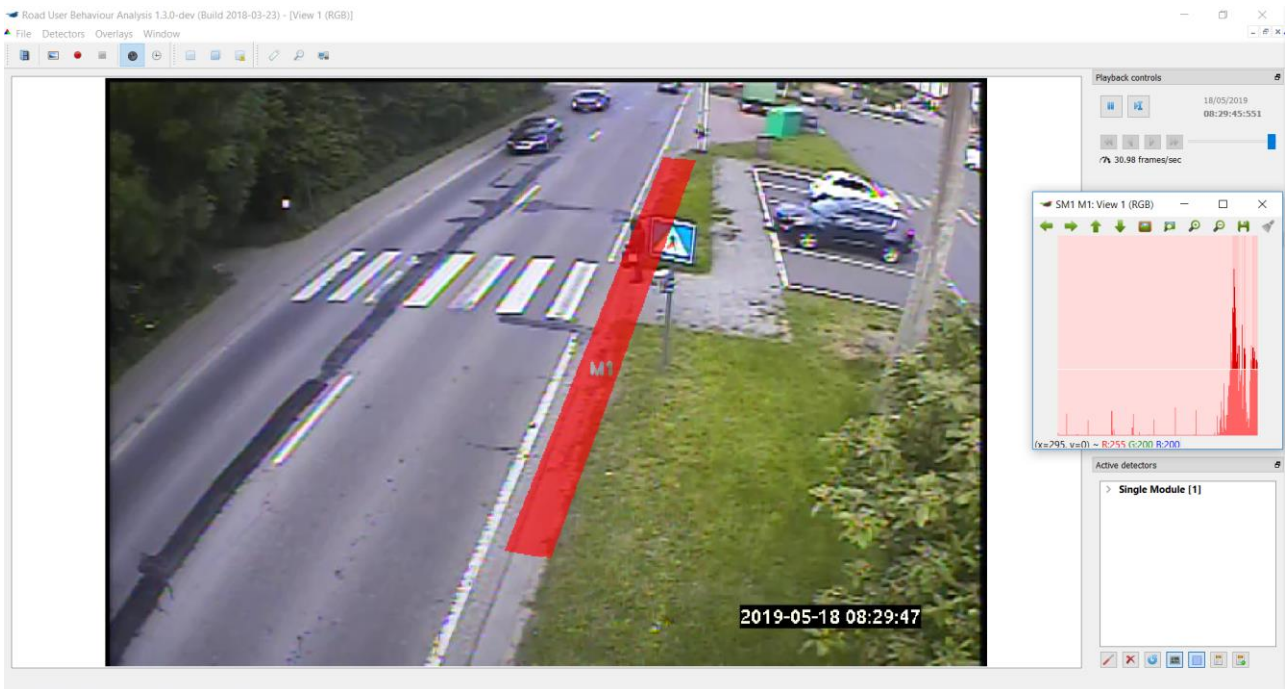 Road User Behaviour Analysis 1.3.0-dev (Build 2018-03-23) - [View 1 (RGB)]
File Detectors Overlays Window
Playback controls
18/05/2019
08:29:45:551
30.98 frames/sec
SM1 M1: View 1 (RGB)
M1
(x=295, y=0) ~ R:255 G:200 B:200
Active detectors
> Single Module [1]
2019-05-18 08:29:47